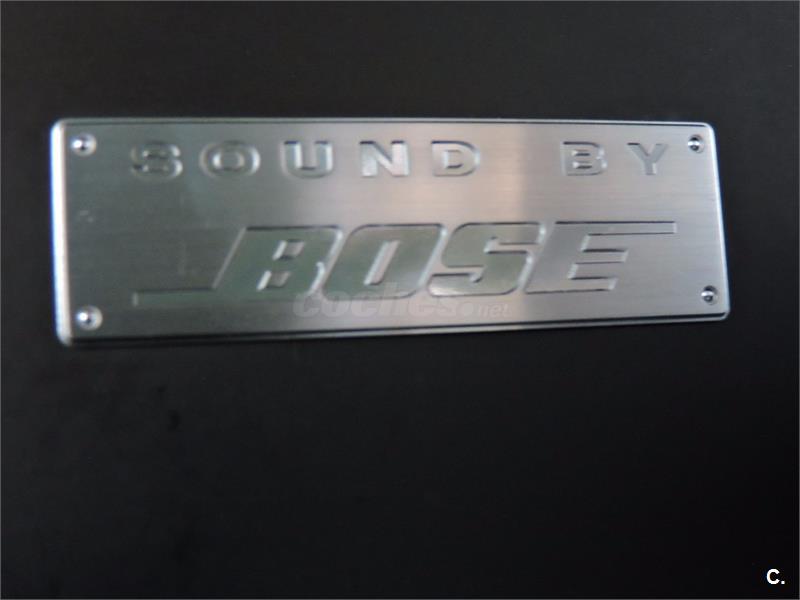 SOUND BY
BOSE
coches.net
C.